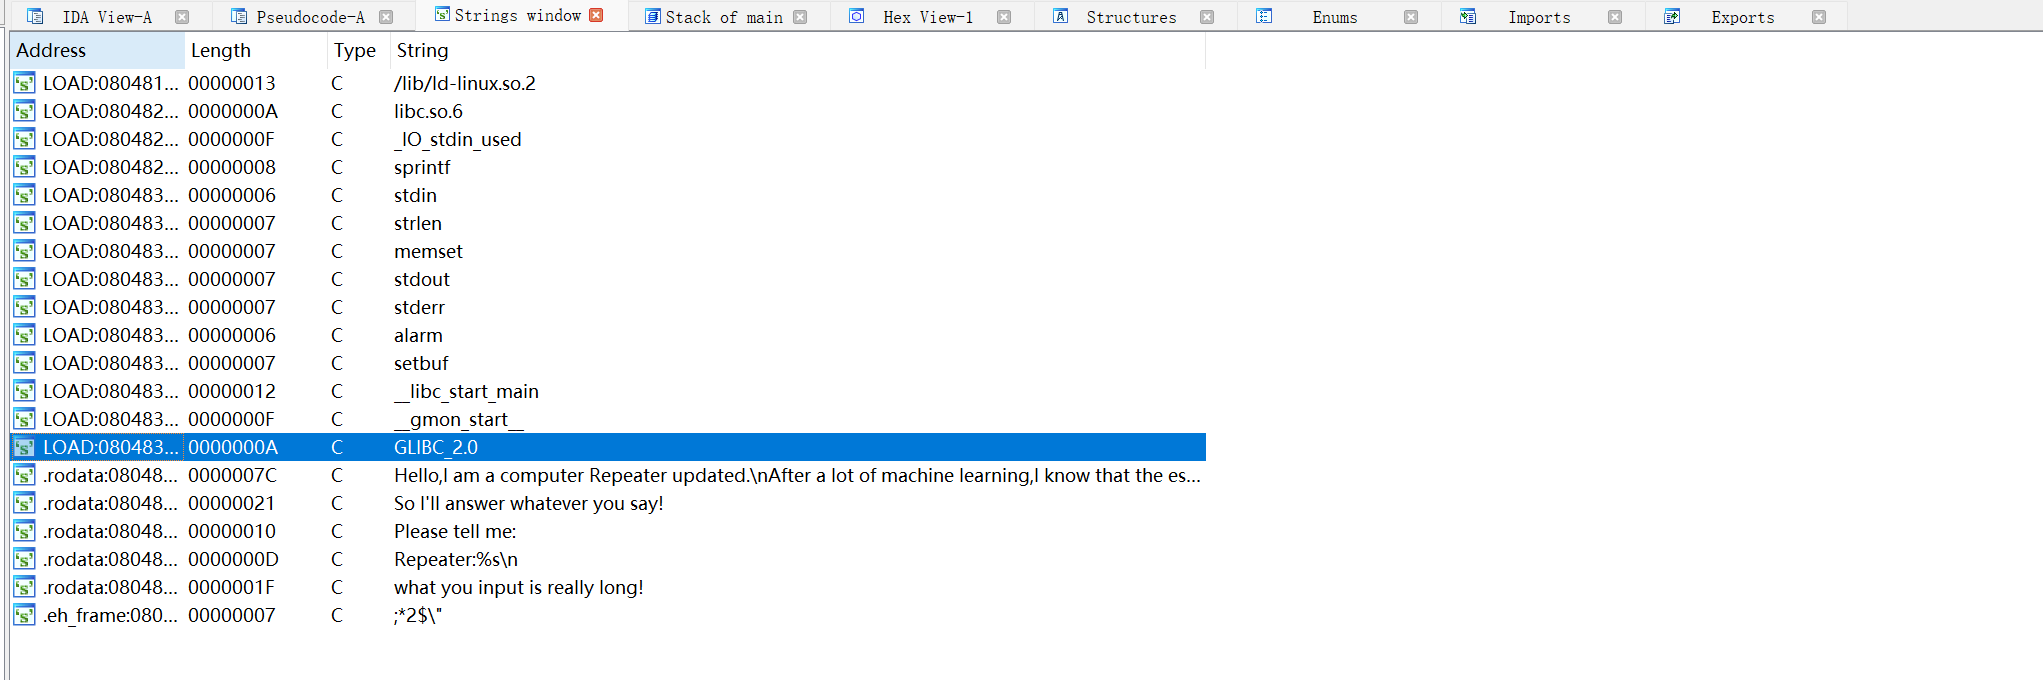 IDA View-A Pseudocode-A Strings window Stack of main Hex View-1 Structures Enums Imports Exports
Address Length Type String
LOAD:080481... 00000013 C /lib/ld-linux.so.2
LOAD:080482... 0000000A C libc.so.6
LOAD:080482... 0000000F C _IO_stdin_used
LOAD:080482... 00000008 C sprintf
LOAD:080483... 00000006 C stdin
LOAD:080483... 00000007 C strlen
LOAD:080483... 00000007 C memset
LOAD:080483... 00000007 C stdout
LOAD:080483... 00000007 C stderr
LOAD:080483... 00000006 C alarm
LOAD:080483... 00000007 C setbuf
LOAD:080483... 00000012 C __libc_start_main
LOAD:080483... 0000000F C __gmon_start__
LOAD:080483... 0000000A C GLIBC_2.0
.rodata:08048... 0000007C C Hello,I am a computer Repeater updated.\nAfter a lot of machine learning,I know that the es...
.rodata:08048... 00000021 C So I'll answer whatever you say!
.rodata:08048... 00000010 C Please tell me:
.rodata:08048... 0000000D C Repeater:%s\n
.rodata:08048... 0000001F C what you input is really long!
.eh_frame:080... 00000007 C ;*2$\"